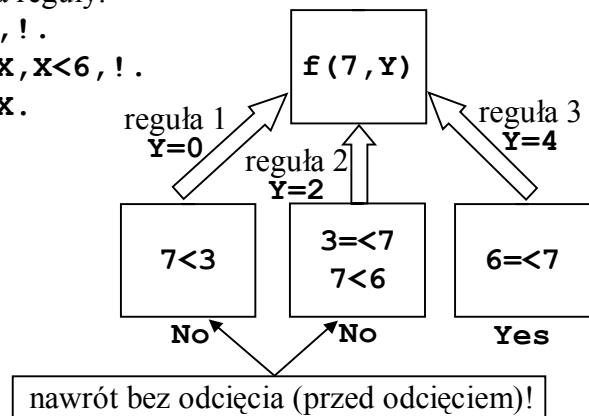 a reguły:
,!.
X,X<6,!.
X.
f(7,Y)
reguła 1
Y=0
reguła 2
Y=2
reguła 3
Y=4
7<3
3=<7
7<6
6=<7
No
No
Yes
nawrót bez odcięcia (przed odcięciem)!